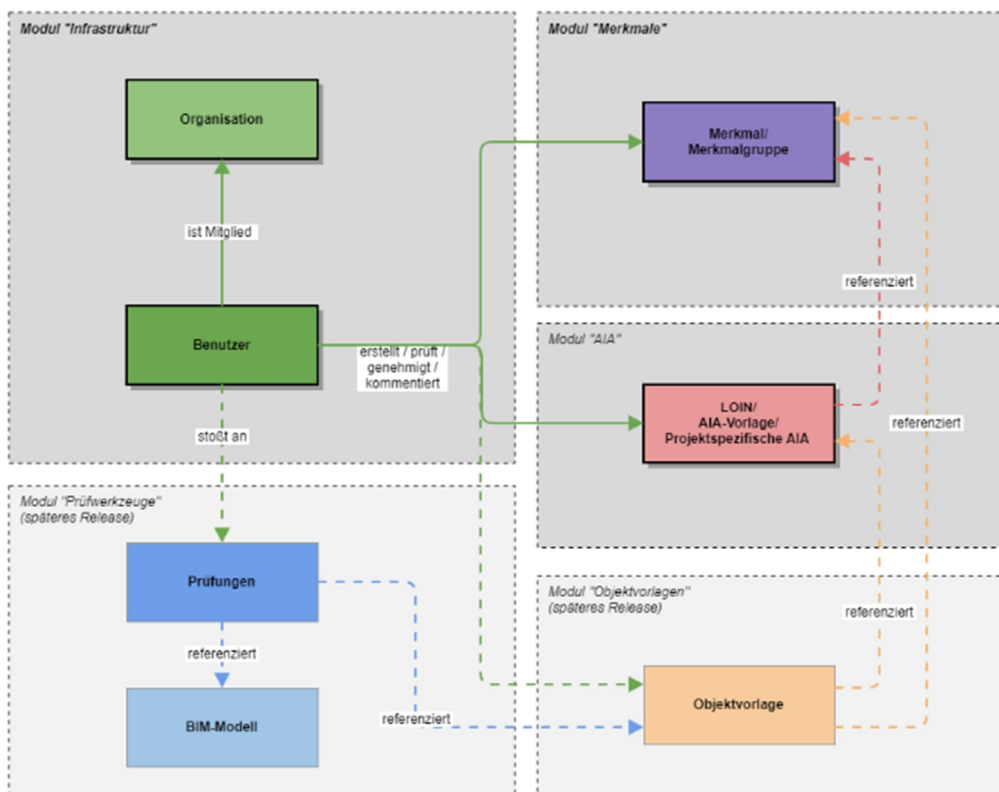 Modul "Infrastruktur"
Organisation
ist Mitglied
Benutzer
erstellt / prüft /
genehmigt /
kommentiert
stoßt an
Modul "Merkmale"
Merkmal/
Merkmalgruppe
referenziert
Modul "AIA"
LOIN/
AIA-Vorlage/
Projektspezifische AIA
referenziert
Modul "Prüfwerkzeuge"
(späteres Release)
Prüfungen
referenziert
BIM-Modell
referenziert
Modul "Objektvorlagen"
(späteres Release)
referenziert
Objektvorlage